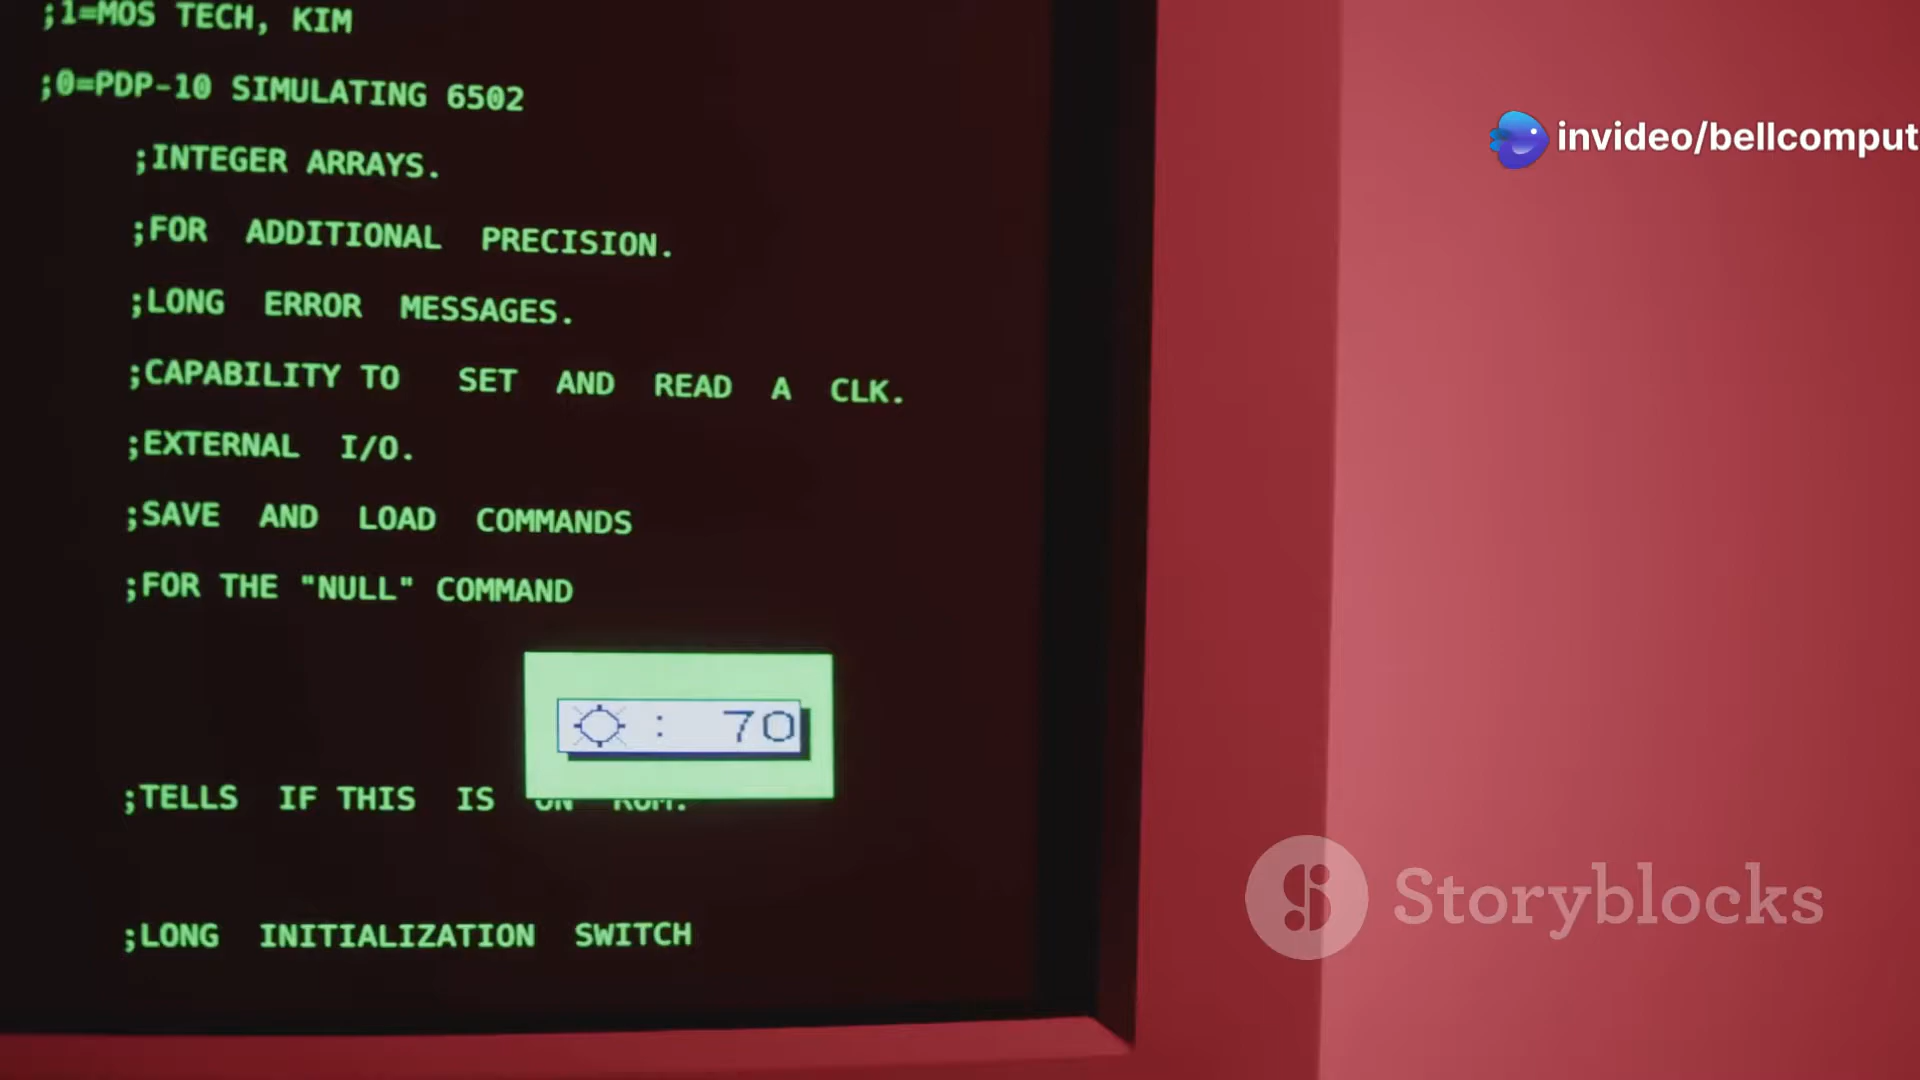 ;1=MOS TECH, KIM
;0=PDP-10 SIMULATING 6502
;INTEGER ARRAYS.
;FOR ADDITIONAL PRECISION.
;LONG ERROR MESSAGES.
;CAPABILITY TO SET AND READ A CLK.
;EXTERNAL I/O.
;SAVE AND LOAD COMMANDS
;FOR THE "NULL" COMMAND
: 70
;TELLS IF THIS IS ON ROM.
;LONG INITIALIZATION SWITCH
invideo/bellcomput
Storyblocks